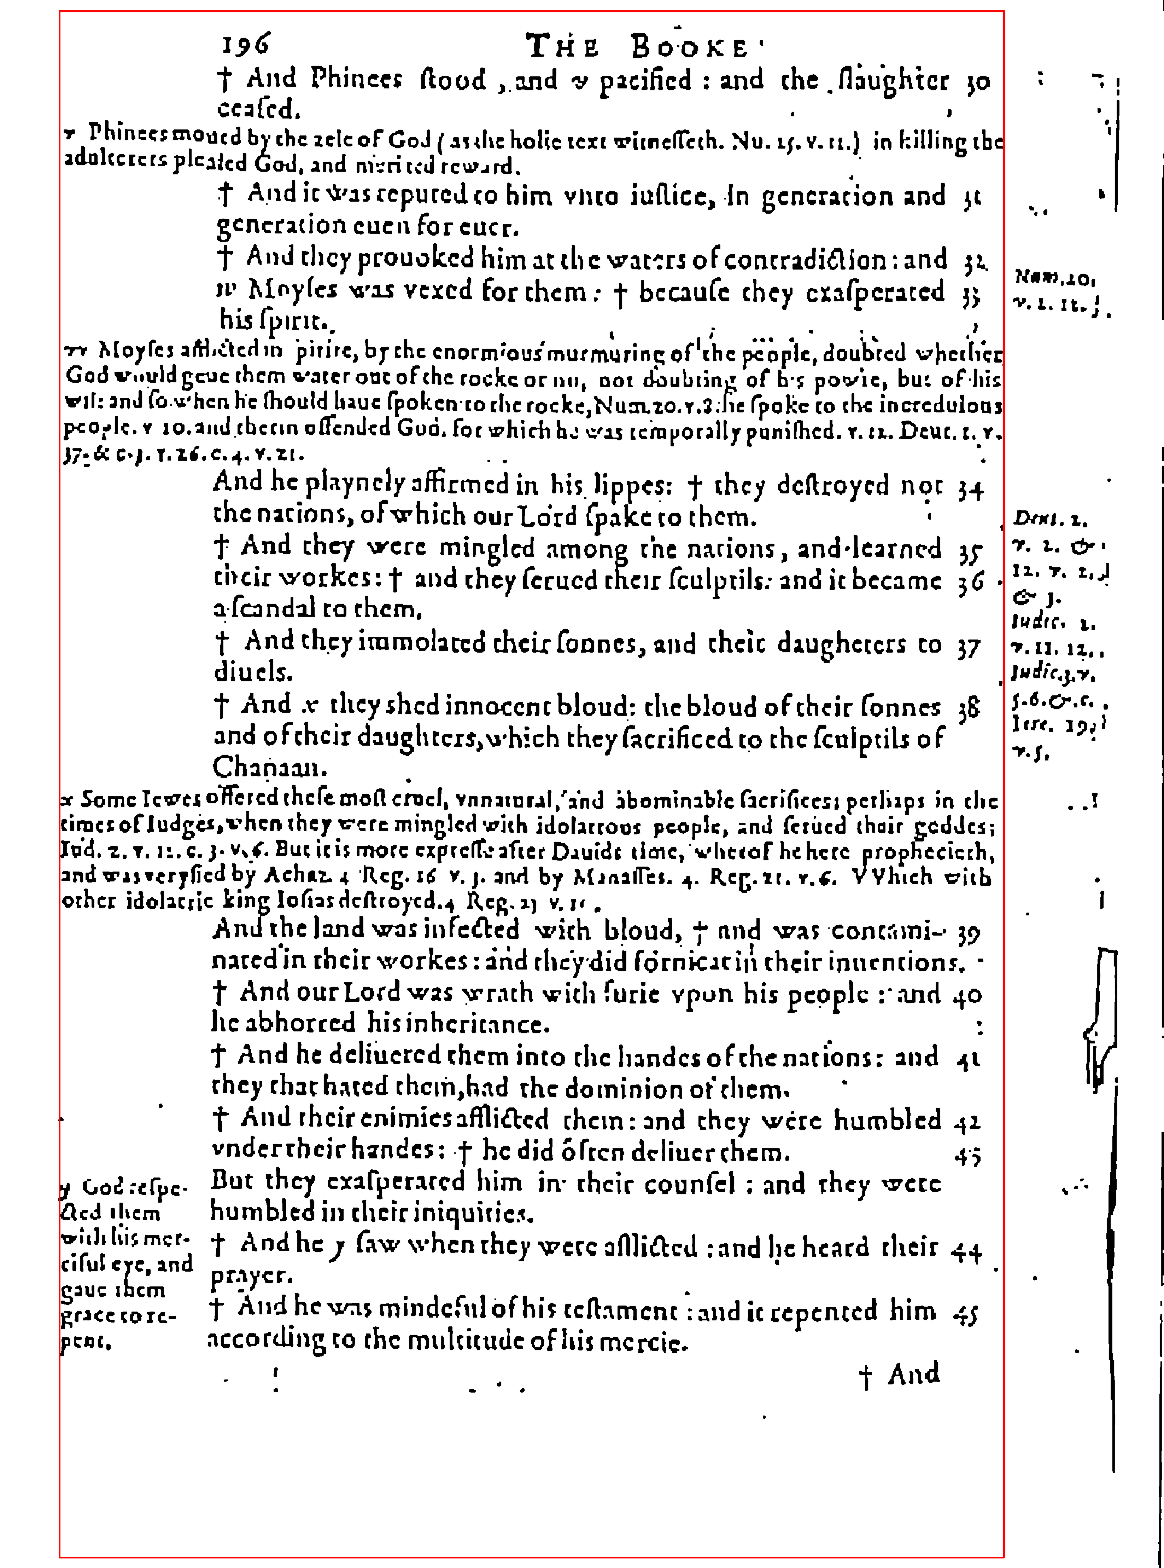 196 THE BOOKE
† And Phinees ſtood, and v pacified : and the ſlaughter 30
ceaſed.
v Phinees moued by the zele of God (as the holie text witneſſeth. Nu. 25. v. 11.) in killing the
adulterers pleaſed God, and merited reward.
† And it was reputed to him vnto iuſtice, in generation and 31
generation euen for euer.
† And they prouoked him at the waters of contradiction: and 32
w Moyſes was vexed for them: † becauſe they exaſperated 33
his ſpirit.
Num. 20,
v. 2. 12.
w Moyſes afflicted in ſpirite, by the enormious murmuring of the people, doubted whether
God would geue them water out of the rocke or no, not doubting of his powre, but of his
wil: and ſo when he ſhould haue ſpoken to the rocke, Num. 20. v. 8. he ſpoke to the incredulous
people. v 10. and therin offended God. for which he was temporally puniſhed. v. 12. Deut. 1. v.
37. & c. 3. v. 26. c. 4. v. 21.
And he playnely affirmed in his lippes: † they deſtroyed not 34
the nations, of which our Lord ſpake to them.
† And they were mingled among the nations, and learned 35
their workes: † and they ſerued their ſculptils: and it became 36
a ſcandal to them,
† And they immolated their ſonnes, and their daugheters to 37
diuels.
† And x they shed innocent bloud: the bloud of their ſonnes 38
and of their daughters, which they ſacrificed to the ſculptils of
Chanaan.
Deut. 2.
v. 2. &
12. v. 2.
& 3.
Iudic. 1.
v. 11. 12.
Iudic. 3. v.
5. 6. &. c.
Iere. 19.
v. 5.
x Some Iewes offered theſe moſt cruel, vnnatural, and abominable ſacrifices; perhaps in the
times of Iudges, when they were mingled with idolatrous people, and ſerued their goddes;
Iud. 2. v. 12. c. 3. v. 6. But it is more expreſſe after Dauids time, wherof he here prophecieth,
and was veryfied by Achaz. 4 Reg. 16 v. 3. and by Manaſſes. 4. Reg. 21. v. 6. VVhich with
other idolatrie king Ioſias deſtroyed. 4 Reg. 23 v. 10.
And the land was infected with bloud, † and was contami- 39
nated in their workes: and they did fornicat in their inuentions.
† And our Lord was wrath with furie vpon his people : and 40
he abhorred his inheritance.
† And he deliuered them into the handes of the nations: and 41
they that hated them, had the dominion of them.
† And their enimies afflicted them: and they were humbled 42
vnder their handes: † he did often deliuer them. 43
But they exaſperated him in their counſel : and they were
humbled in their iniquities.
† And he y ſaw when they were afflicted : and he heard their 44
prayer.
† And he was mindeful of his teſtament : and it repented him 45
according to the multitude of his mercie.
y God reſpe-
cted them
with his mer-
ciful eye, and
gaue them
grace to re-
pent.
† And